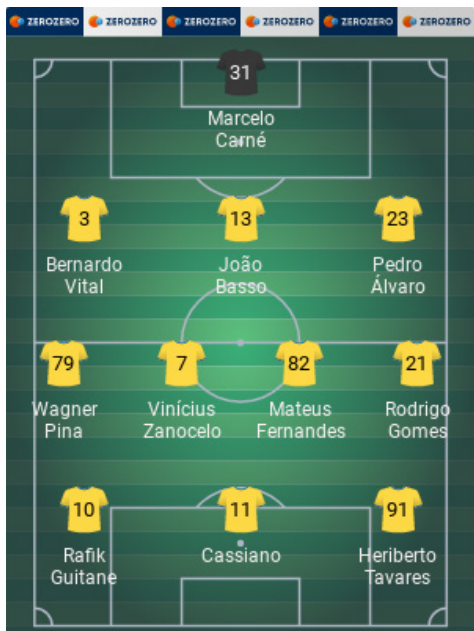 ZEROZERO ZEROZERO ZEROZERO ZEROZERO ZEROZERO ZEROZERO
31
Marcelo
Carné
3 13 23
Bernardo João Pedro
Vital Basso Álvaro
79 7 82 21
Wagner Vinícius Mateus Rodrigo
Pina Zanocelo Fernandes Gomes
10 11 91
Rafik Cassiano Heriberto
Guitane Tavares